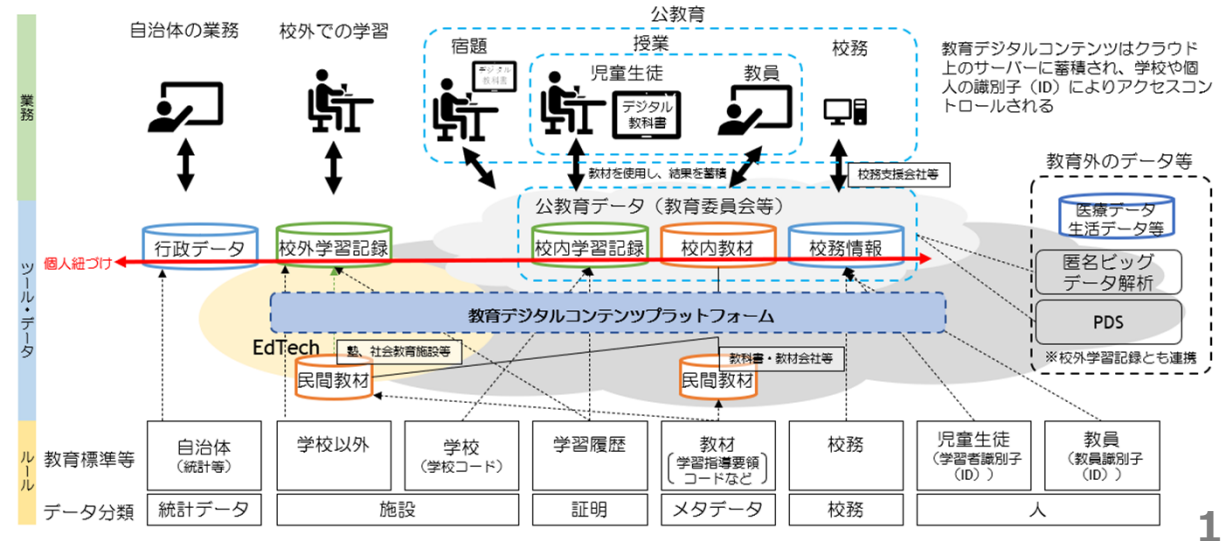 公教育
自治体の業務
校外での学習
宿題
授業
校務
デジタル
教科書
児童生徒
教員
デジタル
教科書
教育デジタルコンテンツはクラウド
上のサーバーに蓄積され、学校や個
人の識別子（ID）によりアクセスコン
トロールされる
業務
教材を使用し、結果を蓄積
校務支援会社等
教育外のデータ等
公教育データ（教育委員会等）
医療データ
生活データ等
行政データ
校外学習記録
校内学習記録
校内教材
校務情報
個人紐づけ
匿名ビッグ
データ解析
ツール・データ
教育デジタルコンテンツプラットフォーム
PDS
EdTech
塾、社会教育施設等
教科書・教材会社等
※校外学習記録とも連携
民間教材
民間教材
ルール
教育標準等
自治体
（統計等）
学校以外
学校
（学校コード）
学習履歴
教材
学習指導要領
コードなど
校務
児童生徒
（学習者識別子
（ID））
教員
（教員識別子
（ID））
データ分類
統計データ
施設
証明
メタデータ
校務
人
1